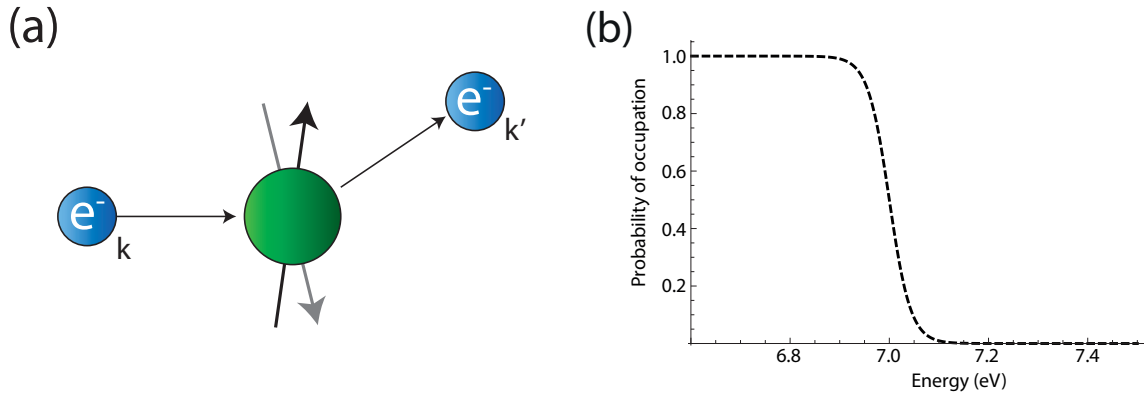 (a)
e-
k
e-
k'
(b)
Probability of occupation
1.0
0.8
0.6
0.4
0.2
6.8
7.0
7.2
7.4
Energy (eV)